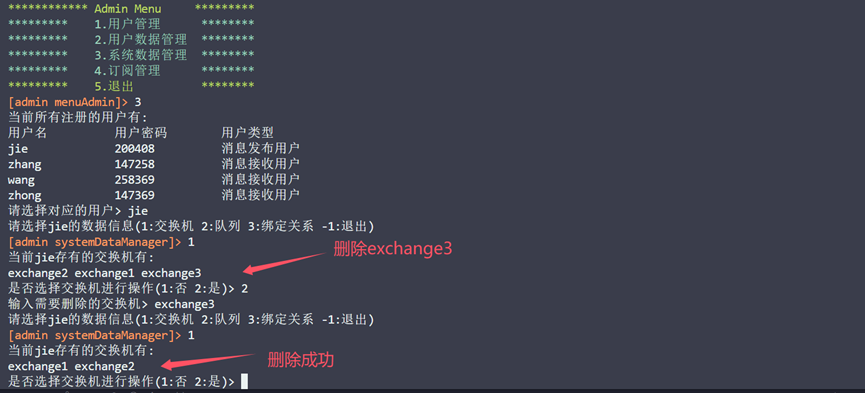 ************ Admin Menu *********
********* 1.用户管理 ********
********* 2.用户数据管理 ********
********* 3.系统数据管理 ********
********* 4.订阅管理 ********
********* 5.退出 ********
[admin menuAdmin]> 3
当前所有注册的用户有:
用户名 用户密码 用户类型
jie 200408 消息发布用户
zhang 147258 消息接收用户
wang 258369 消息接收用户
zhong 147369 消息接收用户
请选择对应的用户> jie
请选择jie的数据信息(1:交换机 2:队列 3:绑定关系 -1:退出)
[admin systemDataManager]> 1
删除exchange3
当前jie存有的交换机有:
exchange2 exchange1 exchange3
是否选择交换机进行操作(1:否 2:是)> 2
输入需要删除的交换机> exchange3
请选择jie的数据信息(1:交换机 2:队列 3:绑定关系 -1:退出)
[admin systemDataManager]> 1
当前jie存有的交换机有:
删除成功
exchange1 exchange2
是否选择交换机进行操作(1:否 2:是)>